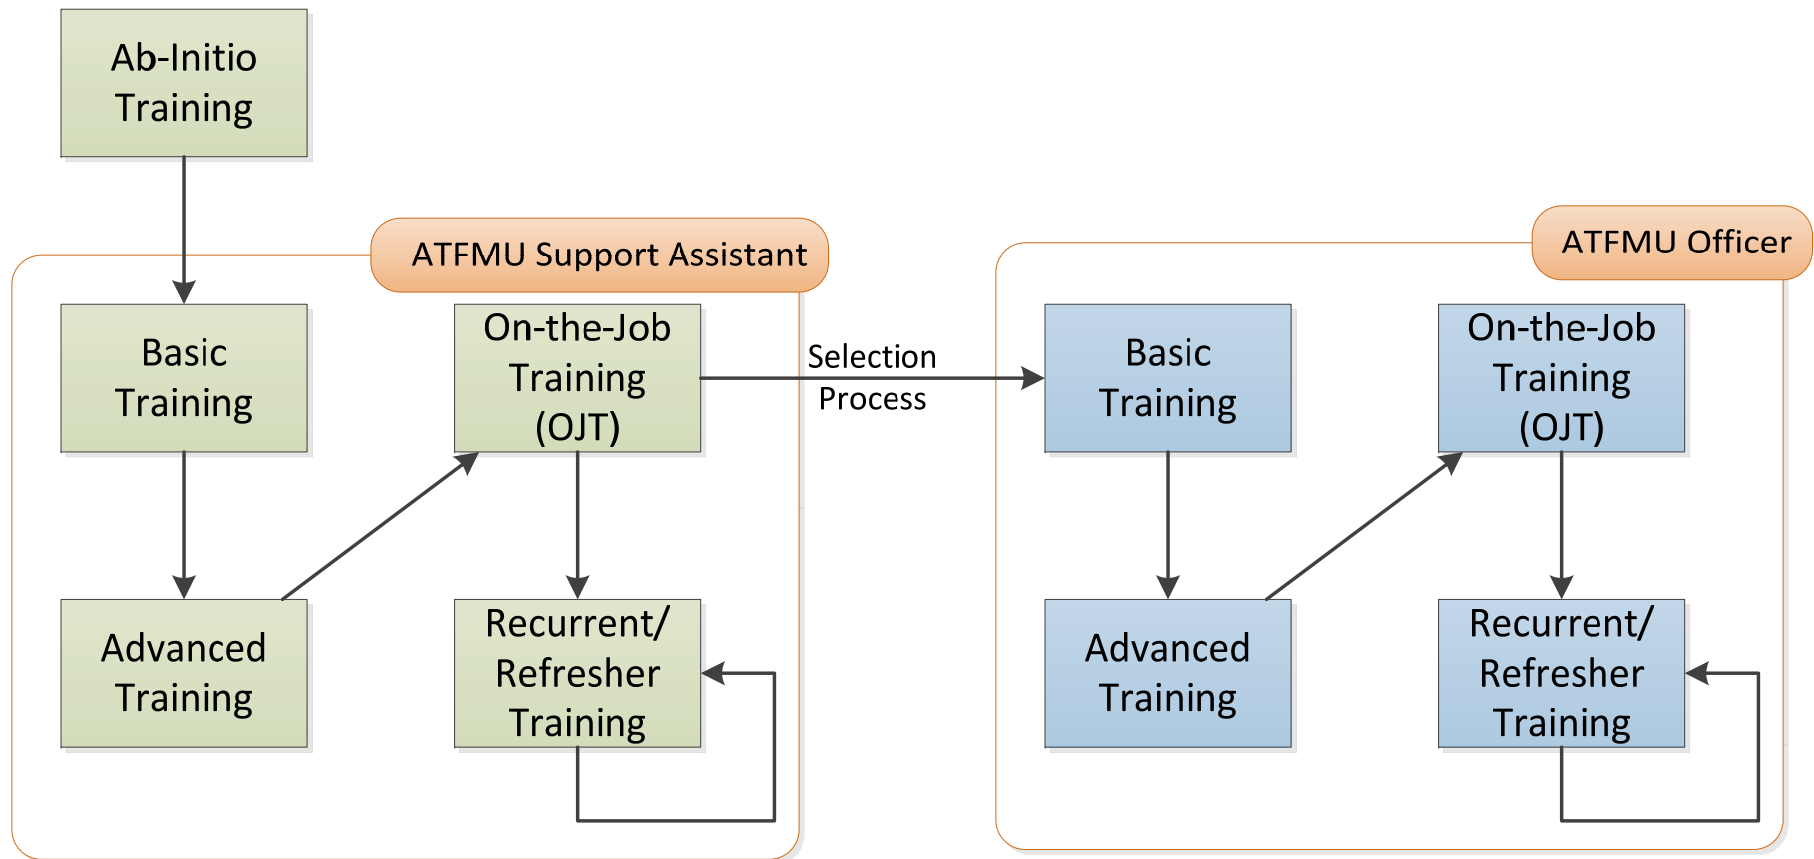 Ab-Initio
Training
ATFMU Support Assistant
Basic
Training
On-the-Job
Training
(OJT)
Advanced
Training
Recurrent/
Refresher
Training
Selection
Process
ATFMU Officer
Basic
Training
On-the-Job
Training
(OJT)
Advanced
Training
Recurrent/
Refresher
Training